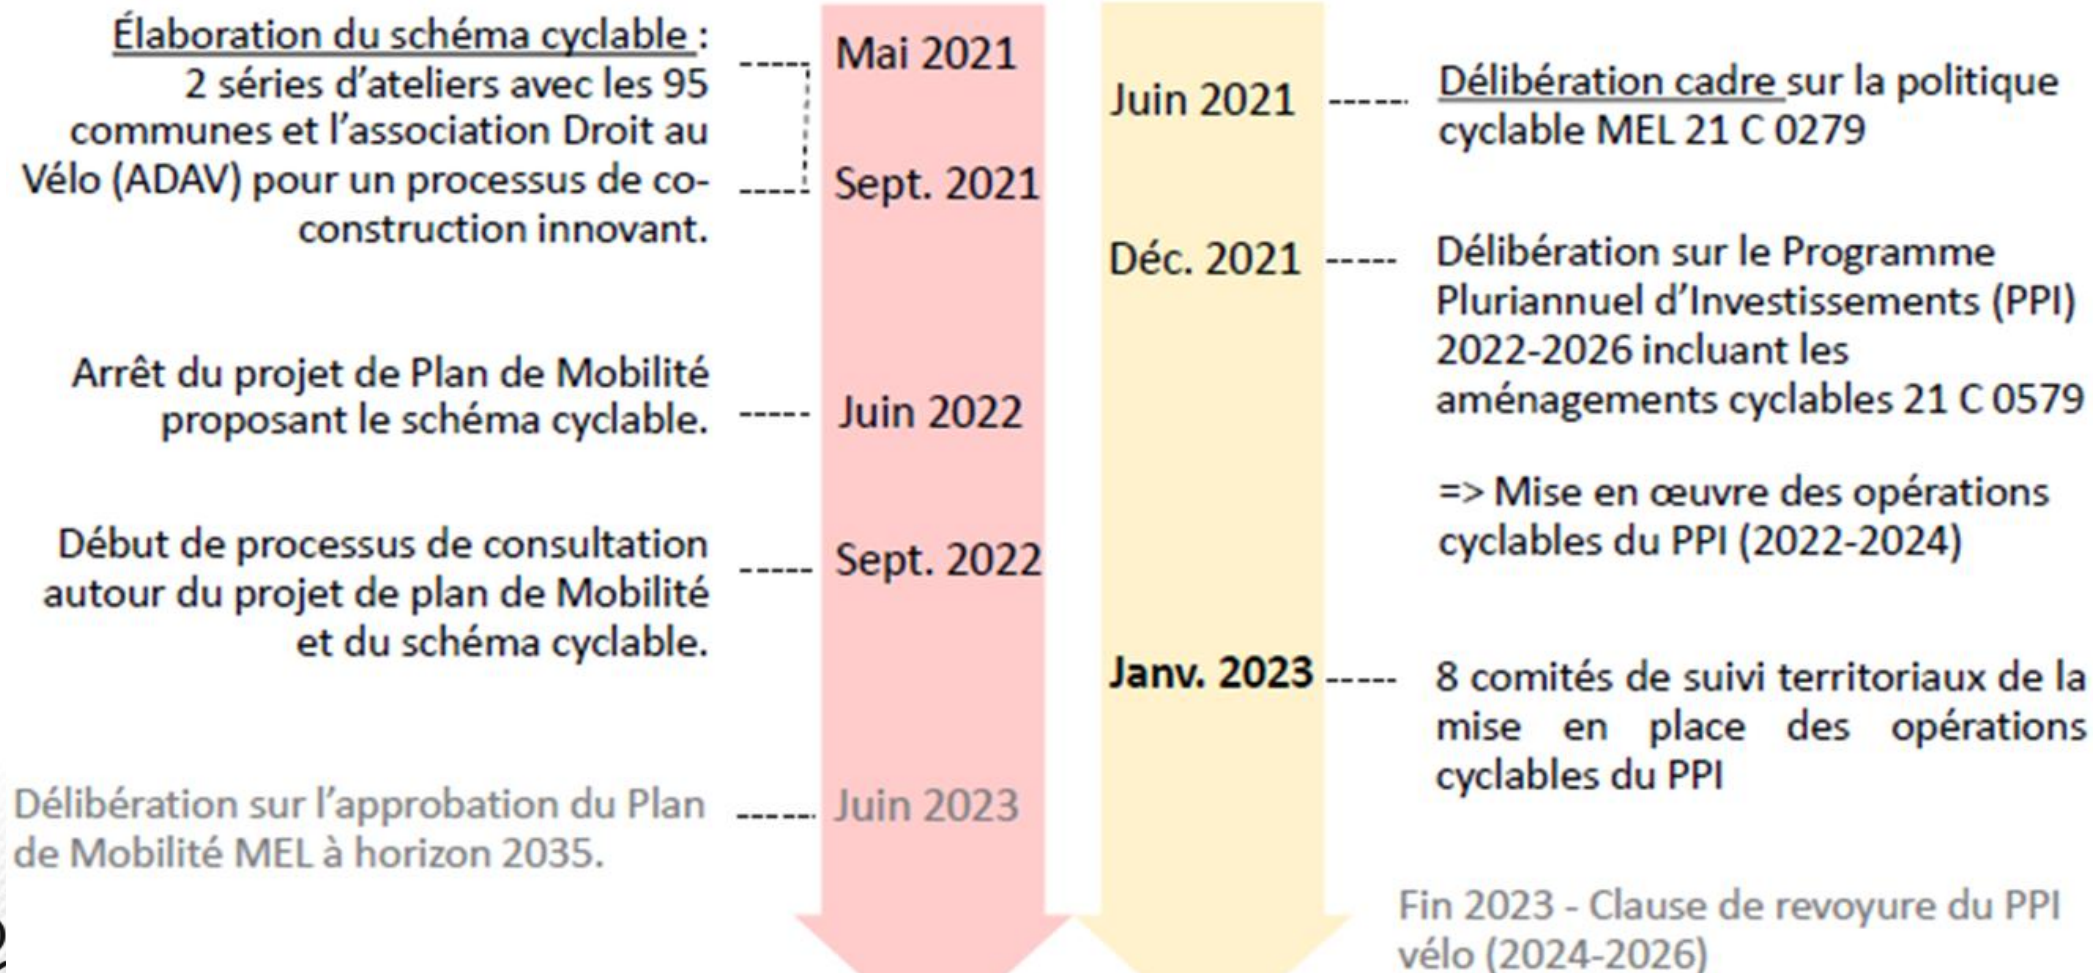 Élaboration du schéma cyclable :
2 séries d'ateliers avec les 95
communes et l'association Droit au
Vélo (ADAV) pour un processus de co-
construction innovant.
Mai 2021
Sept. 2021
Arrêt du projet de Plan de Mobilité
proposant le schéma cyclable.
Juin 2022
Début de processus de consultation
autour du projet de plan de Mobilité
et du schéma cyclable.
Sept. 2022
Délibération sur l'approbation du Plan
de Mobilité MEL à horizon 2035.
Juin 2023
Juin 2021
Délibération cadre sur la politique
cyclable MEL 21 C 0279
Déc. 2021
Délibération sur le Programme
Pluriannuel d'Investissements (PPI)
2022-2026 incluant les
aménagements cyclables 21 C 0579
=> Mise en œuvre des opérations
cyclables du PPI (2022-2024)
Janv. 2023
8 comités de suivi territoriaux de la
mise en place des opérations
cyclables du PPI
Fin 2023 - Clause de revoyure du PPI
vélo (2024-2026)